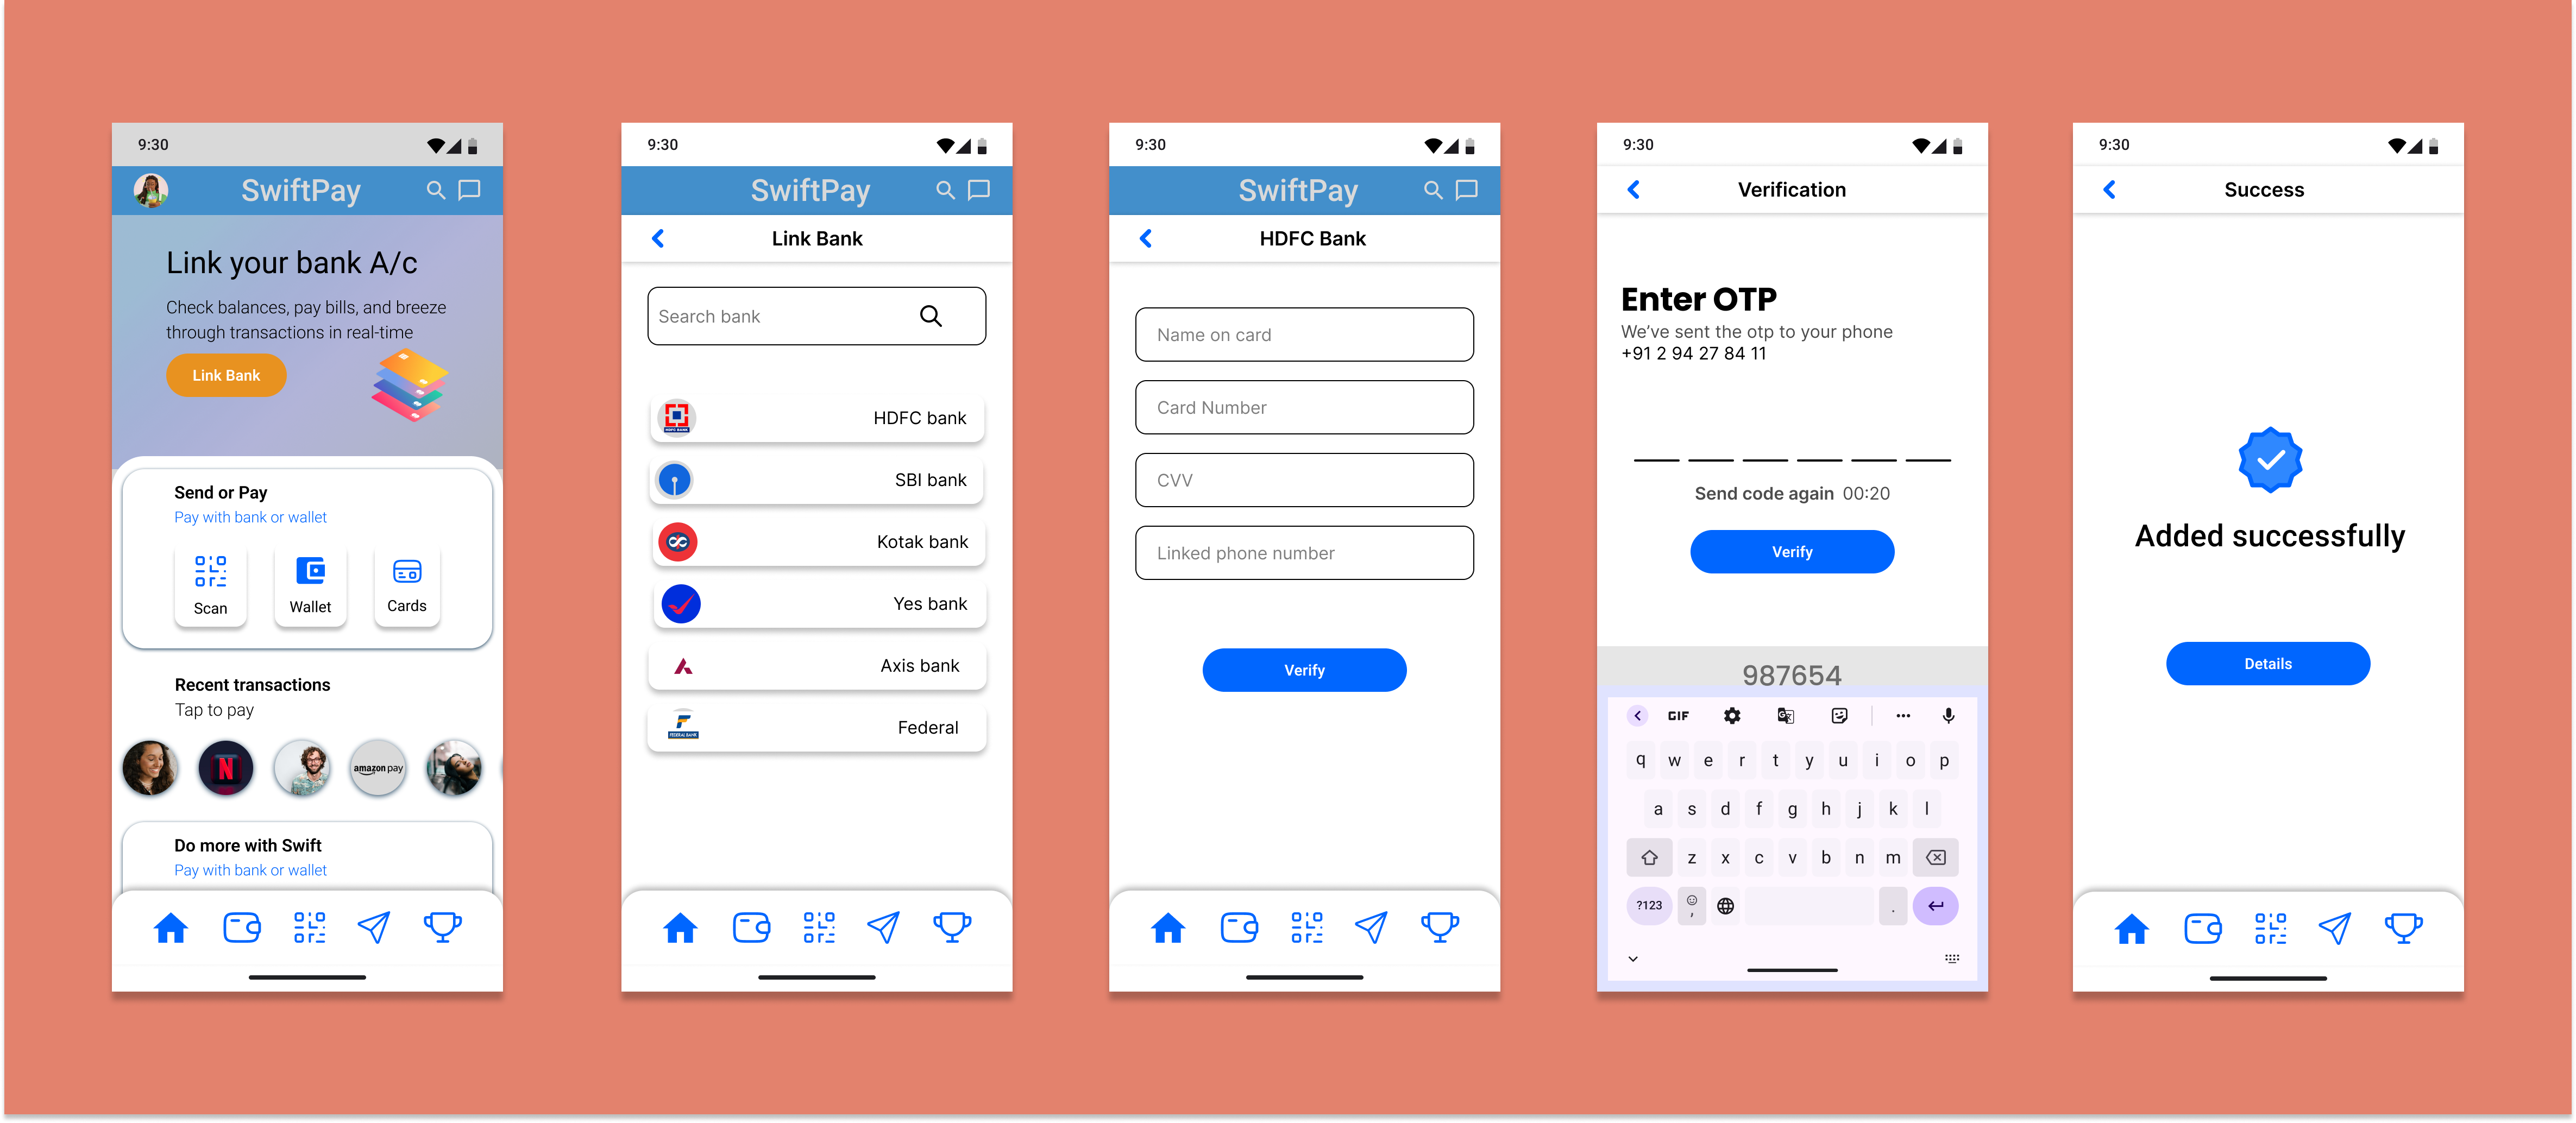 9:30
SwiftPay
Link your bank A/c
Check balances, pay bills, and breeze
through transactions in real-time
Link Bank
Send or Pay
Pay with bank or wallet
Scan
Wallet
Cards
Recent transactions
Tap to pay
N
amazon pay
Do more with Swift
Pay with bank or wallet
9:30
SwiftPay
Link Bank
Search bank
HDFC BANK
HDFC bank
SBI bank
Kotak bank
Yes bank
Axis bank
FEDERAL BANK
Federal
9:30
SwiftPay
HDFC Bank
Name on card
Card Number
CVV
Linked phone number
Verify
9:30
Verification
Enter OTP
We've sent the otp to your phone
+91 2 94 27 84 11
Send code again 00:20
Verify
987654
GIF
q w e r t y u i o p
a s d f g h j k l
z x c v b n m
?123 , .
9:30
Success
Added successfully
Details